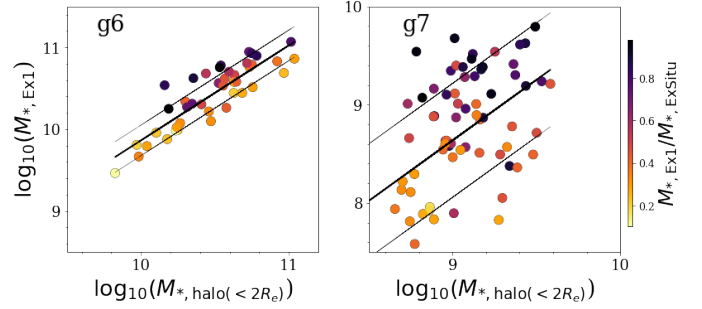 g6
11
10
9
log10(M*,Ex1)
10
11
log10(M*,halo(<2Re))
g7
10
9
8
9
10
log10(M*,halo(<2Re))
0.8
0.6
0.4
0.2
M*,Ex1/M*,ExSitu